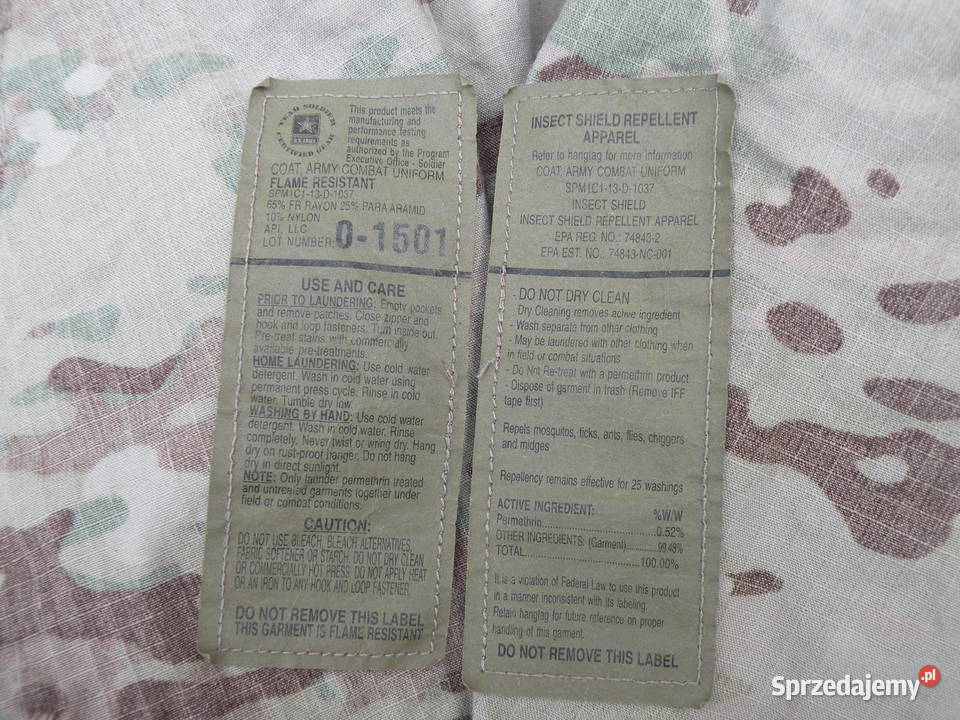 TEAM SOLDIER
CERTIFIED GEAR
U.S. ARMY
This product meets the
manufacturing and
performance testing
requirements as
authorized by the Program
Executive Office - Soldier
COAT, ARMY COMBAT UNIFORM
FLAME RESISTANT
SPM1C1-13-D-1037
65% FR RAYON 25% PARA ARAMID
10% NYLON
API, LLC
LOT NUMBER: 0-1501
USE AND CARE
PRIOR TO LAUNDERING: Empty pockets
and remove patches. Close zipper and
hook and loop fasteners. Turn inside out.
Pre-treat stains with commercially
available pre-treatments.
HOME LAUNDERING: Use cold water
detergent. Wash in cold water using
permanent press cycle. Rinse in cold
water. Tumble dry low.
WASHING BY HAND: Use cold water
detergent. Wash in cold water. Rinse
completely. Never twist or wring dry. Hang
dry on rust-proof hanger. Do not hang
dry in direct sunlight.
NOTE: Only launder permethrin treated
and untreated garments together under
field or combat conditions.
CAUTION:
DO NOT USE BLEACH, BLEACH ALTERNATIVES,
FABRIC SOFTENER OR STARCH. DO NOT DRY CLEAN
OR COMMERCIALLY HOT PRESS. DO NOT APPLY HEAT
OR AN IRON TO ANY HOOK AND LOOP FASTENER.
DO NOT REMOVE THIS LABEL
THIS GARMENT IS FLAME RESISTANT
INSECT SHIELD REPELLENT
APPAREL
Refer to hangtag for more information
COAT, ARMY COMBAT UNIFORM
SPM1C1-13-D-1037
INSECT SHIELD
INSECT SHIELD REPELLENT APPAREL
EPA REG. NO.: 74843-2
EPA EST. NO.: 74843-NC-001
- DO NOT DRY CLEAN
Dry Cleaning removes active ingredient
- Wash separate from other clothing
- May be laundered with other clothing when
in field or combat situations
- Do Not Re-treat with a permethrin product
- Dispose of garment in trash (Remove IFF
tape first)
Repels mosquitos, ticks, ants, flies, chiggers
and midges
Repellency remains effective for 25 washings
ACTIVE INGREDIENT: %W/W
Permethrin....................0.52%
OTHER INGREDIENTS: (Garment)..........99.48%
TOTAL..............................100.00%
It is a violation of Federal Law to use this product
in a manner inconsistent with its labeling.
Retain hangtag for future reference on proper
handling of this garment.
DO NOT REMOVE THIS LABEL
Sprzedajemy.pl